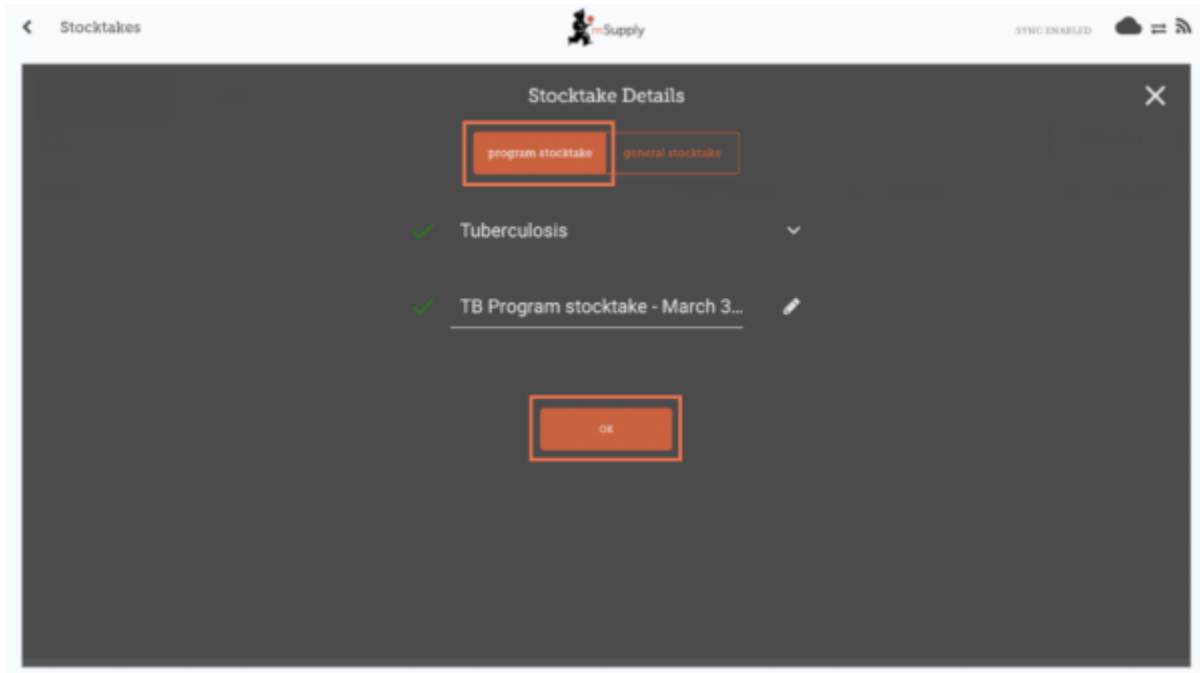 Stocktakes
mSupply
SYNC ENABLED
Stocktake Details
program stocktake
general stocktake
Tuberculosis
TB Program stocktake - March 3...
OK